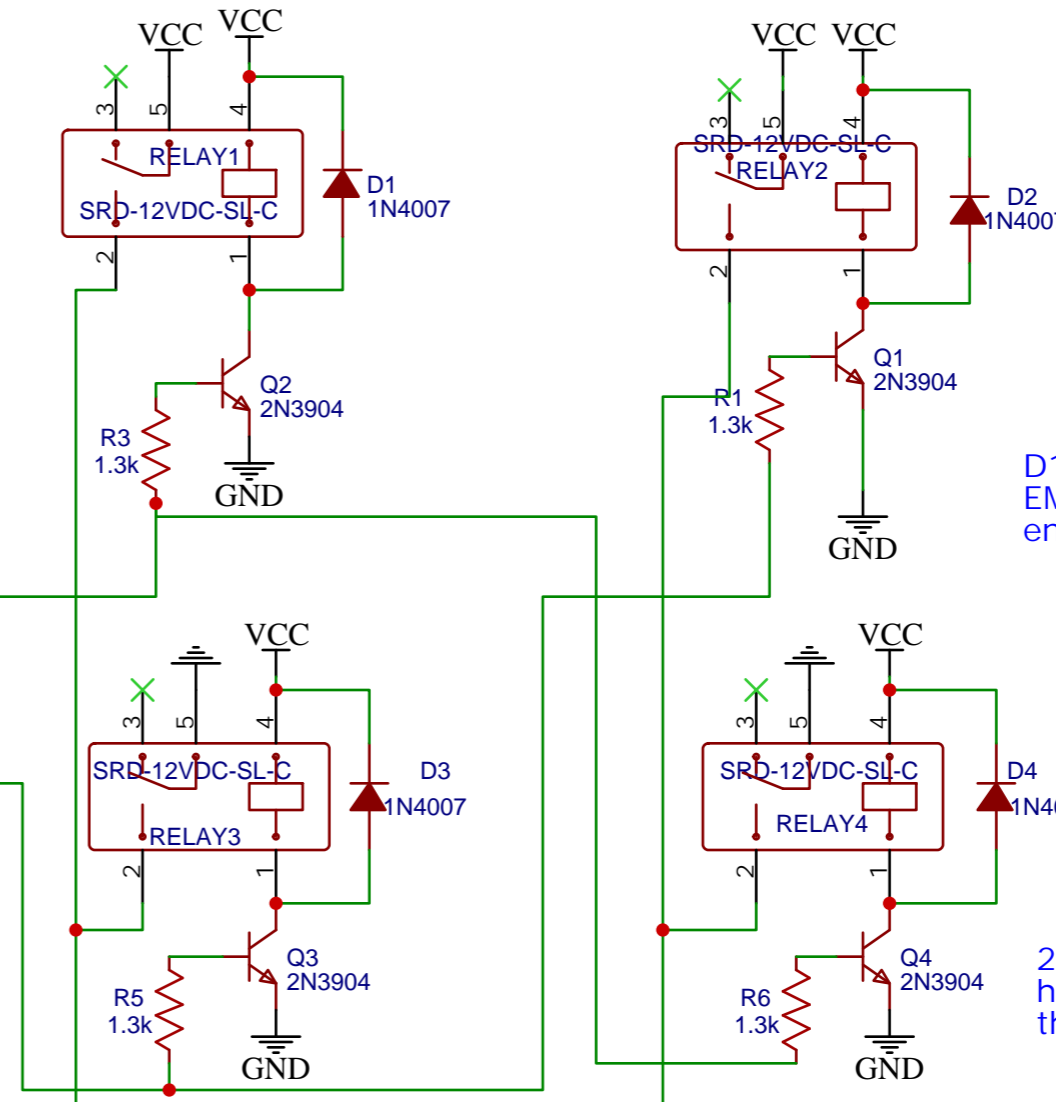 VCC
VCC
3
5
4
RELAY1
SRD-12VDC-SL-C
D1
1N4007
2
1
Q2
2N3904
R3
1.3k
GND
VCC
VCC
3
5
4
SRD-12VDC-SL-C
RELAY2
D2
1N4007
2
1
R1
1.3k
Q1
2N3904
GND
VCC
3
5
4
SRD-12VDC-SL-C
D3
1N4007
RELAY3
2
1
Q3
2N3904
R5
1.3k
GND
VCC
3
5
4
SRD-12VDC-SL-C
D4
RELAY4
2
1
Q4
2N3904
R6
1.3k
GND